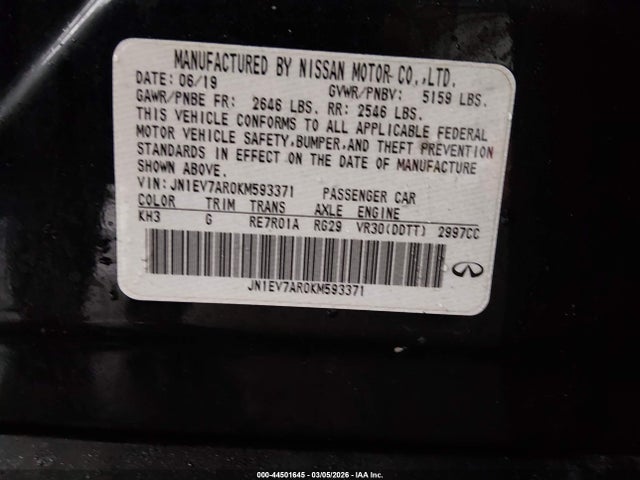 MANUFACTURED BY NISSAN MOTOR CO.,LTD.
DATE: 06/19 GVWR/PNBV: 5159 LBS.
GAWR/PNBE FR: 2646 LBS. RR: 2546 LBS.
THIS VEHICLE CONFORMS TO ALL APPLICABLE FEDERAL
MOTOR VEHICLE SAFETY,BUMPER,AND THEFT PREVENTION
STANDARDS IN EFFECT ON THE DATE OF MANUFACTURE
SHOWN ABOVE.
VIN: JN1EV7AR0KM593371 PASSENGER CAR
COLOR TRIM TRANS AXLE ENGINE
KH3 G RE7R01A RG29 VR30(DDTT) 2997CC
JN1EV7AR0KM593371
000-44501645 - 03/05/2026 - IAA Inc.